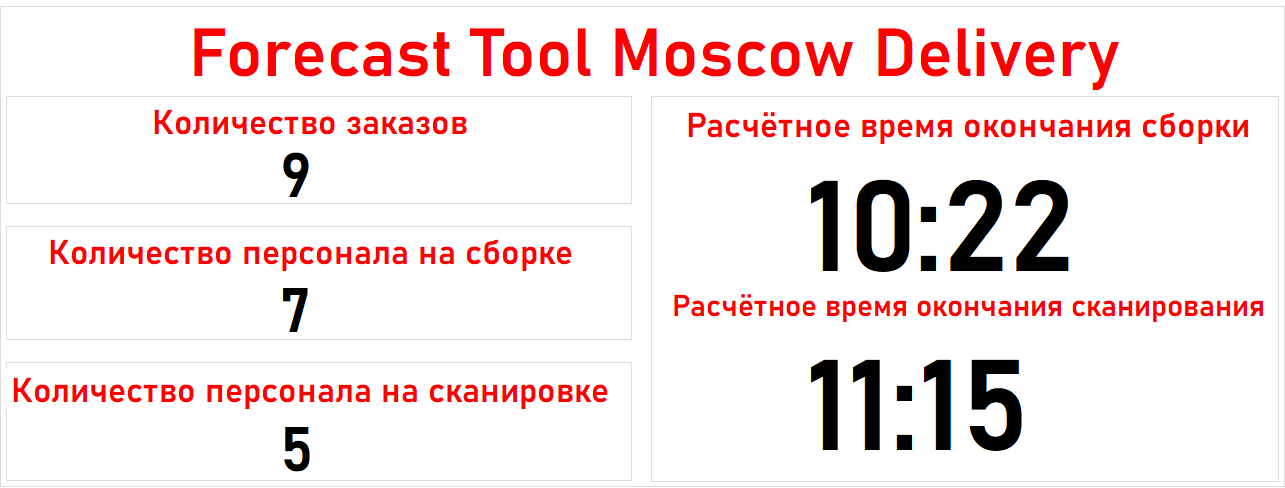 Forecast Tool Moscow Delivery
Количество заказов
9
Количество персонала на сборке
7
Количество персонала на сканировке
5
Расчётное время окончания сборки
10:22
Расчётное время окончания сканирования
11:15